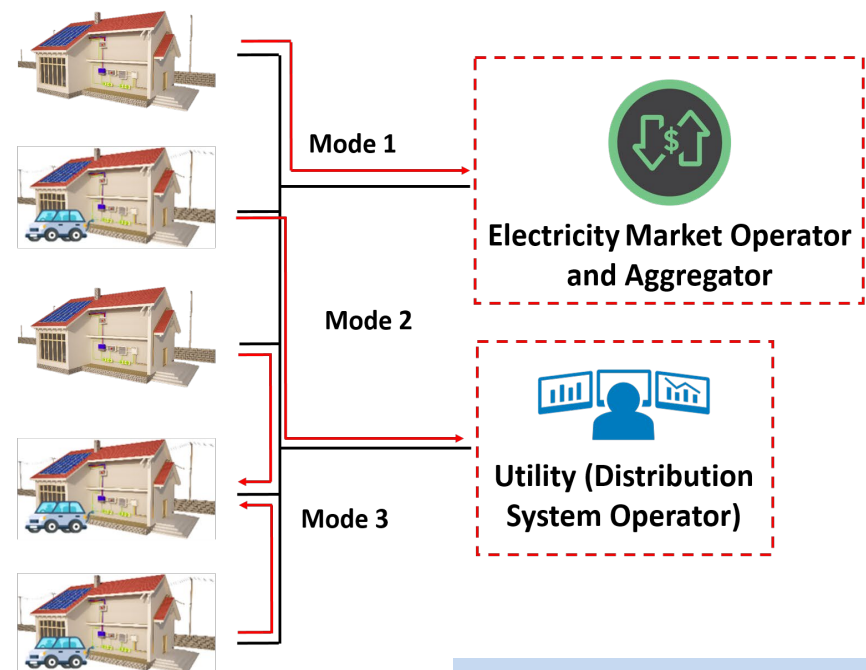 Mode 1
$
Electricity Market Operator
and Aggregator
Mode 2
Utility (Distribution
System Operator)
Mode 3